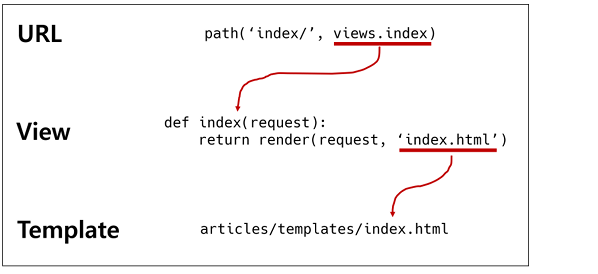 URL path(‘index/’, views.index)
def index(request):
View
return render(request, ‘index.html’)
Template articles/templates/index.html